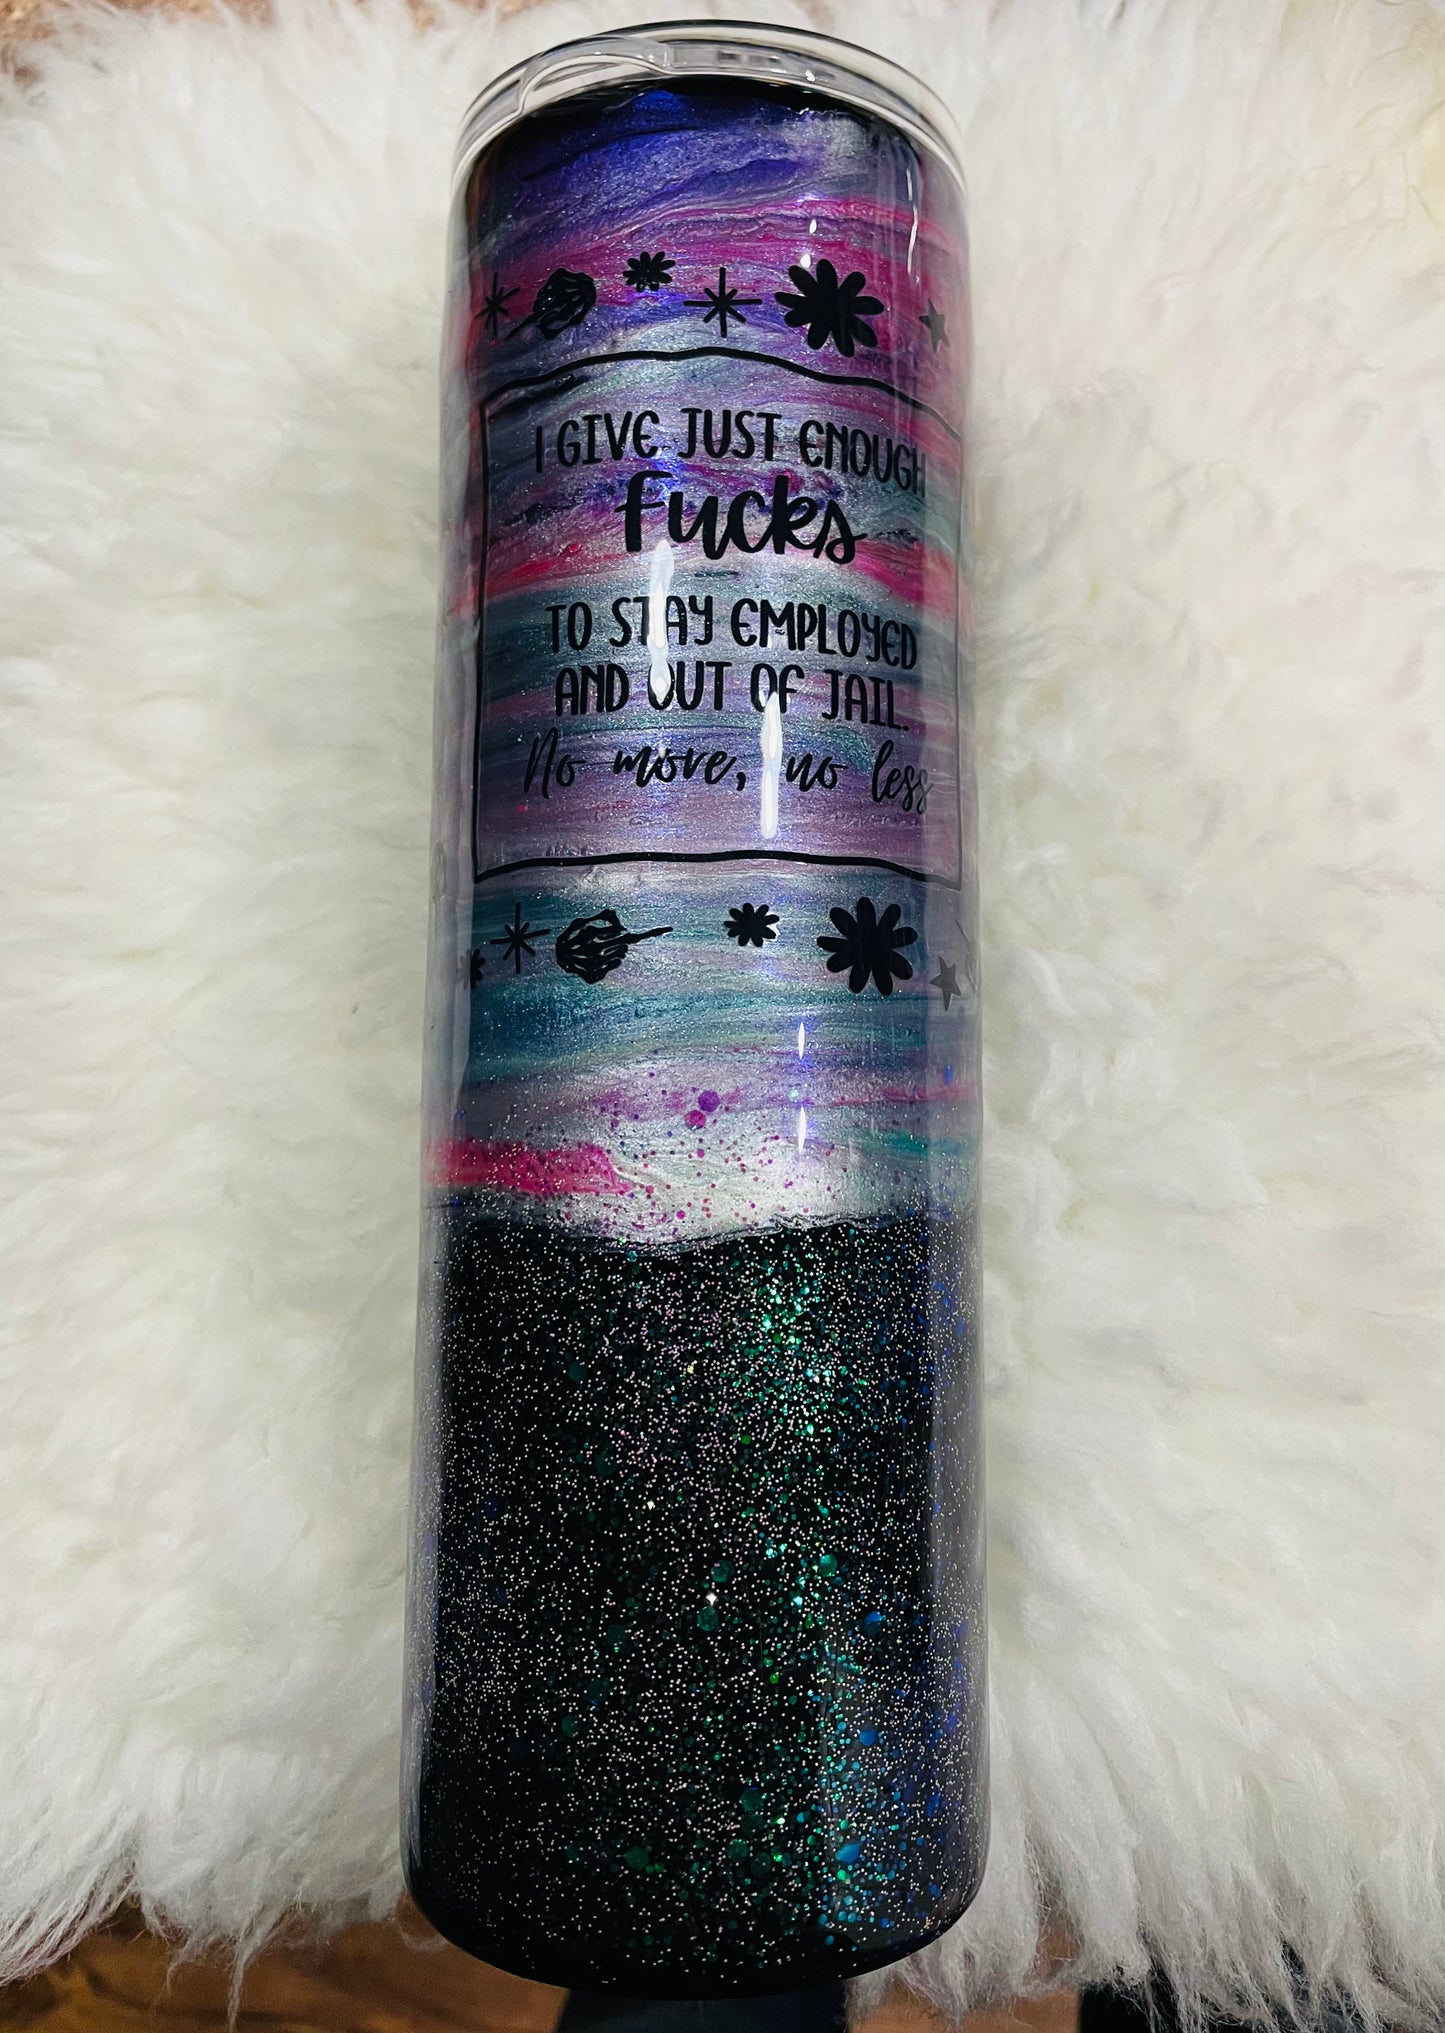 I GIVE JUST ENOUGH
fucks
TO STAY EMPLOYED
AND OUT OF JAIL.
No more, no less